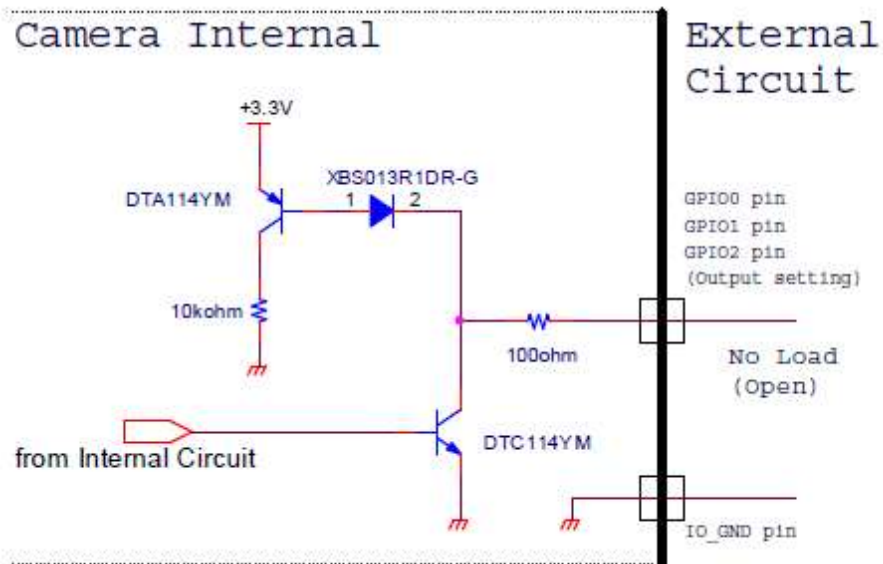 Camera Internal
External
Circuit
+3.3V
XBS013R1DR-G
DTA114YM
1
2
GPIO0 pin
GPIO1 pin
GPIO2 pin
(Output setting)
10kohm
100ohm
No Load
(Open)
DTC114YM
from Internal Circuit
IO_GND pin